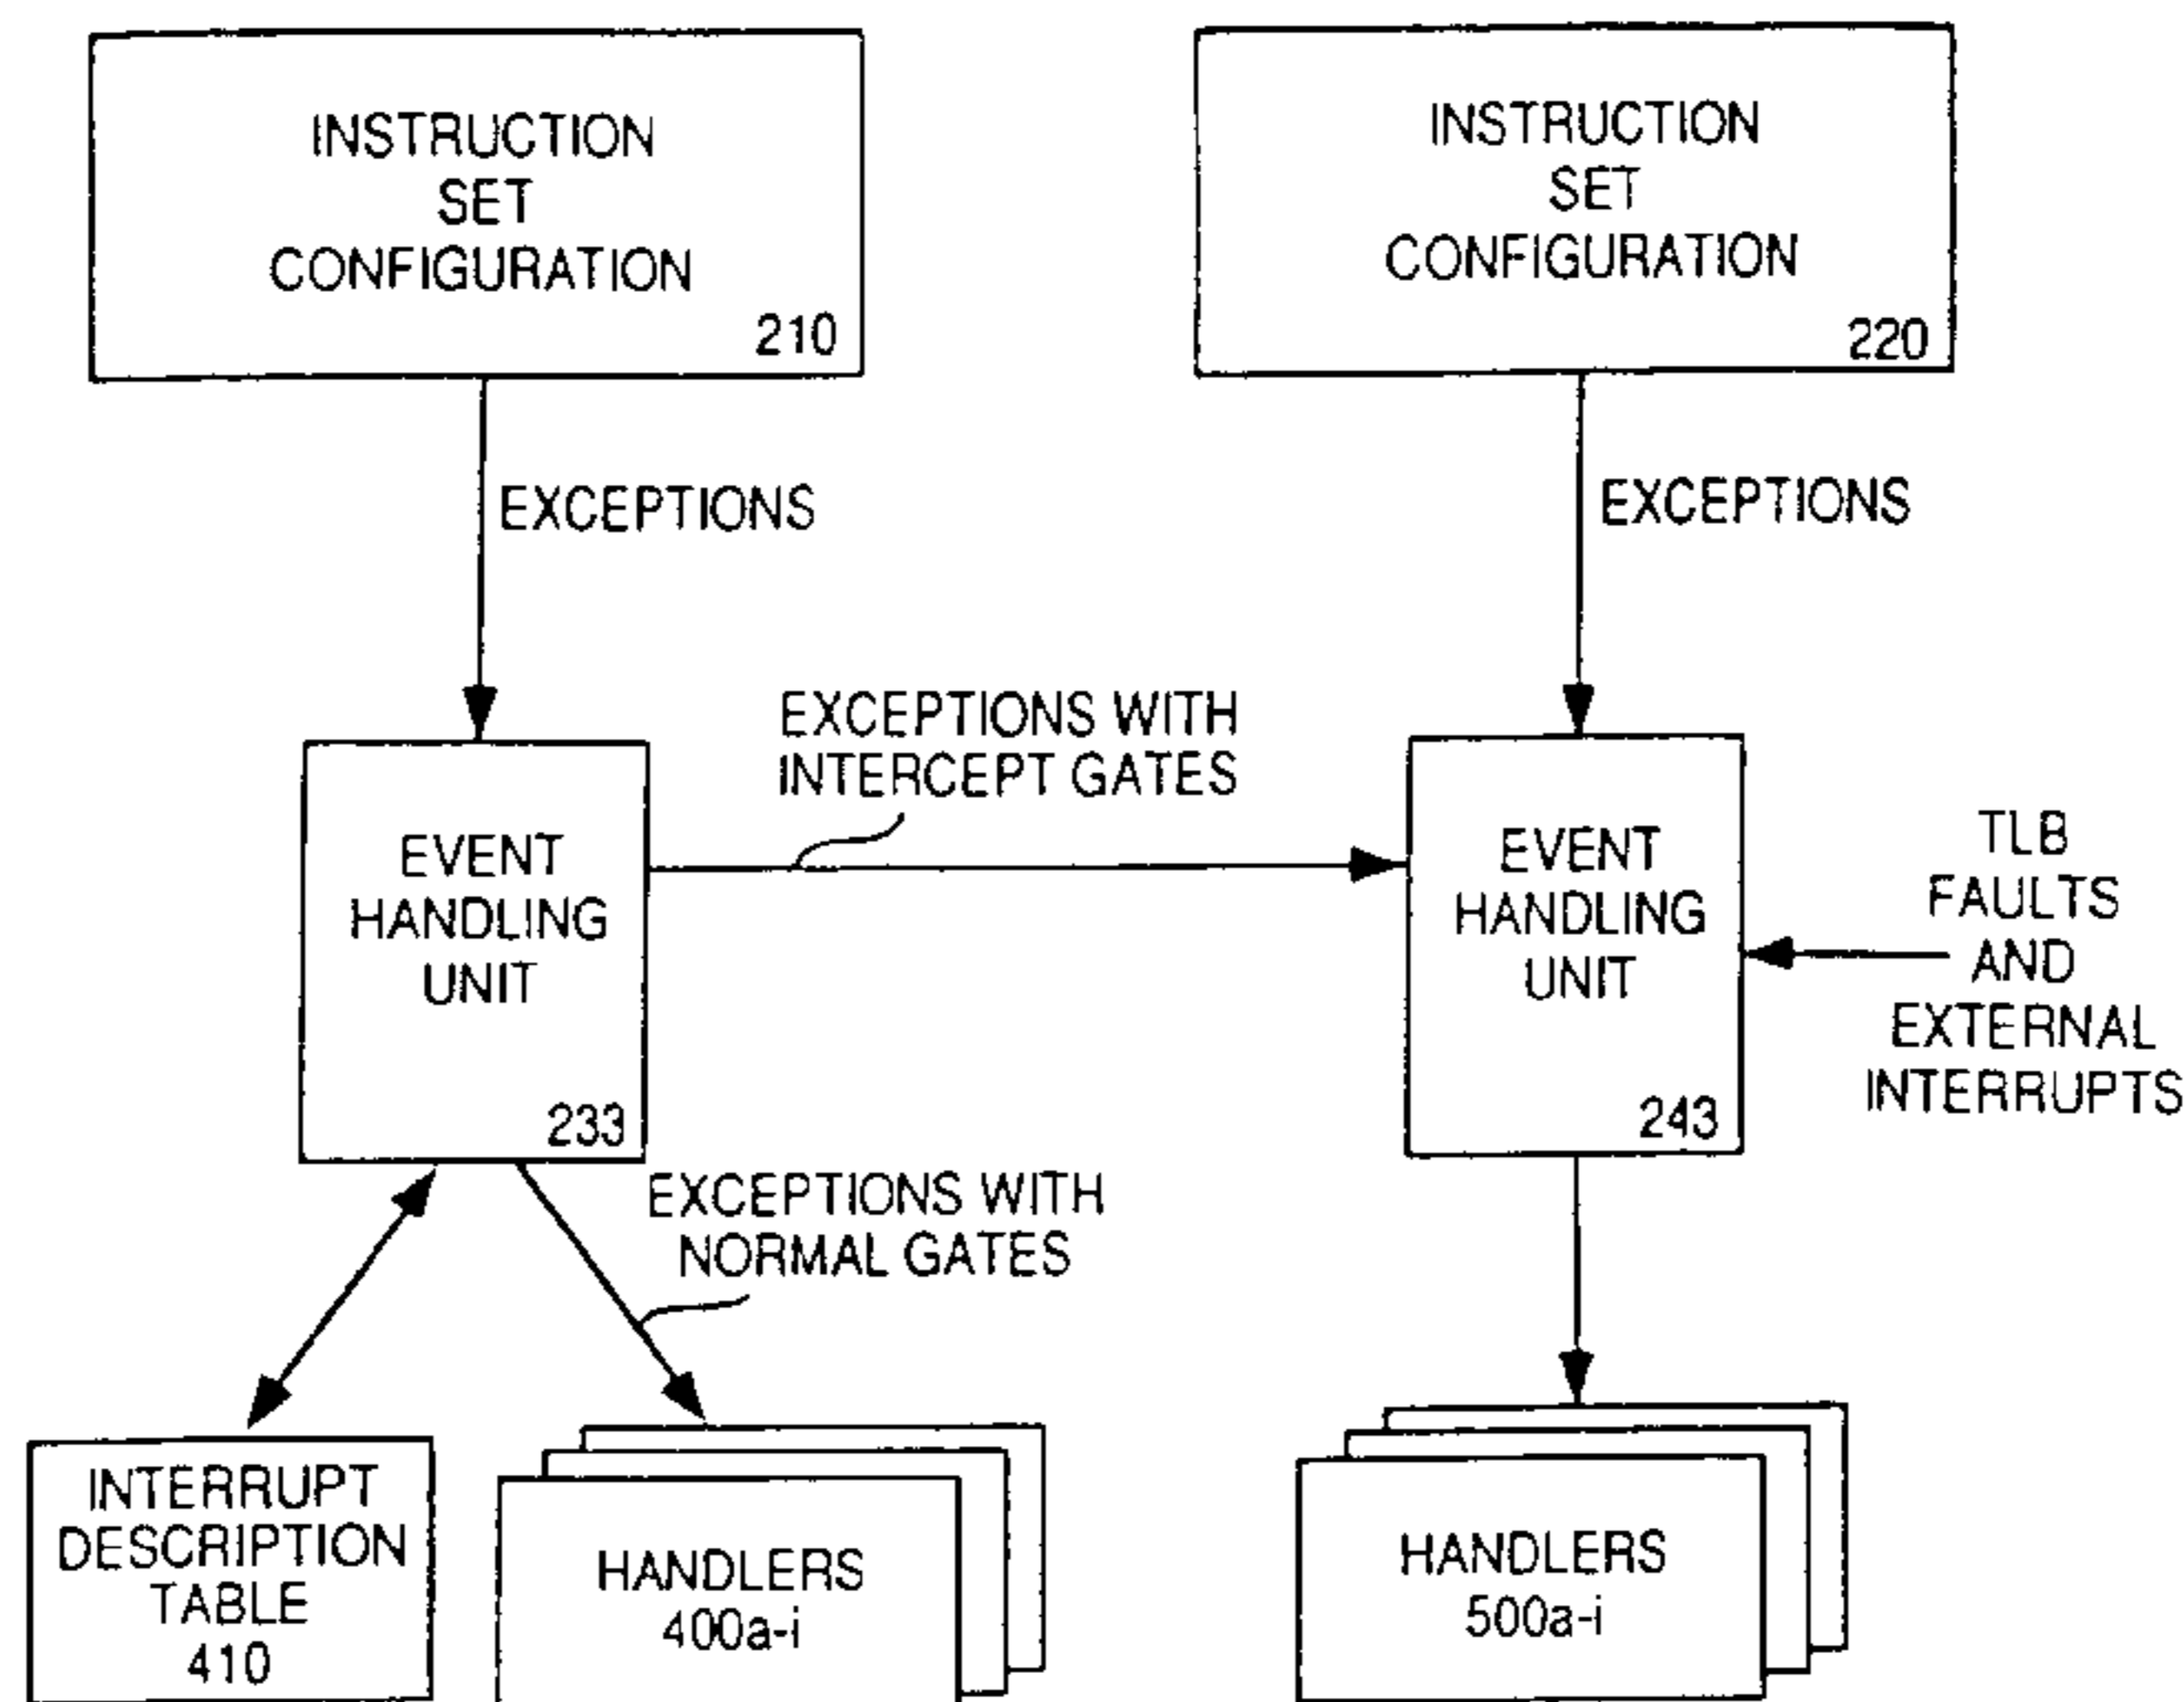 INSTRUCTION
SET
CONFIGURATION
210
INSTRUCTION
SET
CONFIGURATION
220
EXCEPTIONS
EXCEPTIONS
EXCEPTIONS WITH
INTERCEPT GATES
EVENT
HANDLING
UNIT
233
EVENT
HANDLING
UNIT
243
TLB
FAULTS
AND
EXTERNAL
INTERRUPTS
EXCEPTIONS WITH
NORMAL GATES
INTERRUPT
DESCRIPTION
TABLE
410
HANDLERS
400a-i
HANDLERS
500a-i